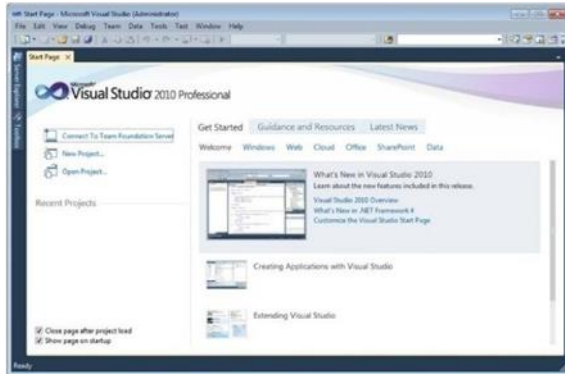 Start Page - Microsoft Visual Studio (Administrator)
File Edit View Debug Team Data Tools Test Window Help
Start Page
Server Explorer
Toolbox
Microsoft
Visual Studio 2010 Professional
Connect To Team Foundation Server
New Project...
Open Project...
Recent Projects
Close page after project load
Show page on startup
Get Started Guidance and Resources Latest News
Welcome Windows Web Cloud Office SharePoint Data
What's New in Visual Studio 2010
Learn about the new features included in this release.
Visual Studio 2010 Overview
What's New in .NET Framework 4
Customize the Visual Studio Start Page
Creating Applications with Visual Studio
Extending Visual Studio
Ready